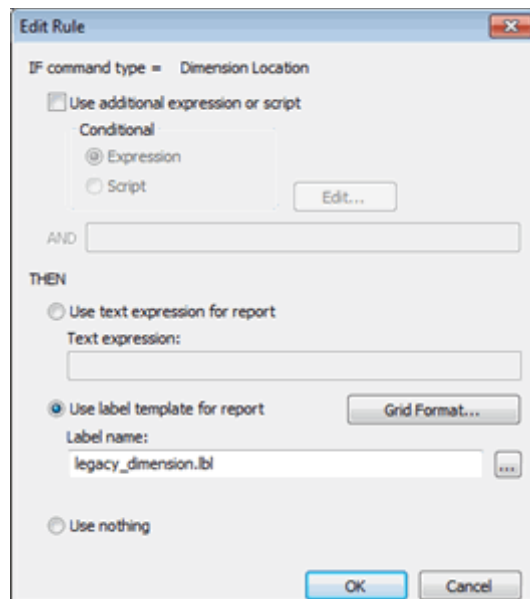 Edit Rule
IF command type = Dimension Location
Use additional expression or script
Conditional
Expression
Script
Edit...
AND
THEN
Use text expression for report
Text expression:
Use label template for report
Grid Format...
Label name:
legacy_dimension.lbl
...
Use nothing
OK
Cancel